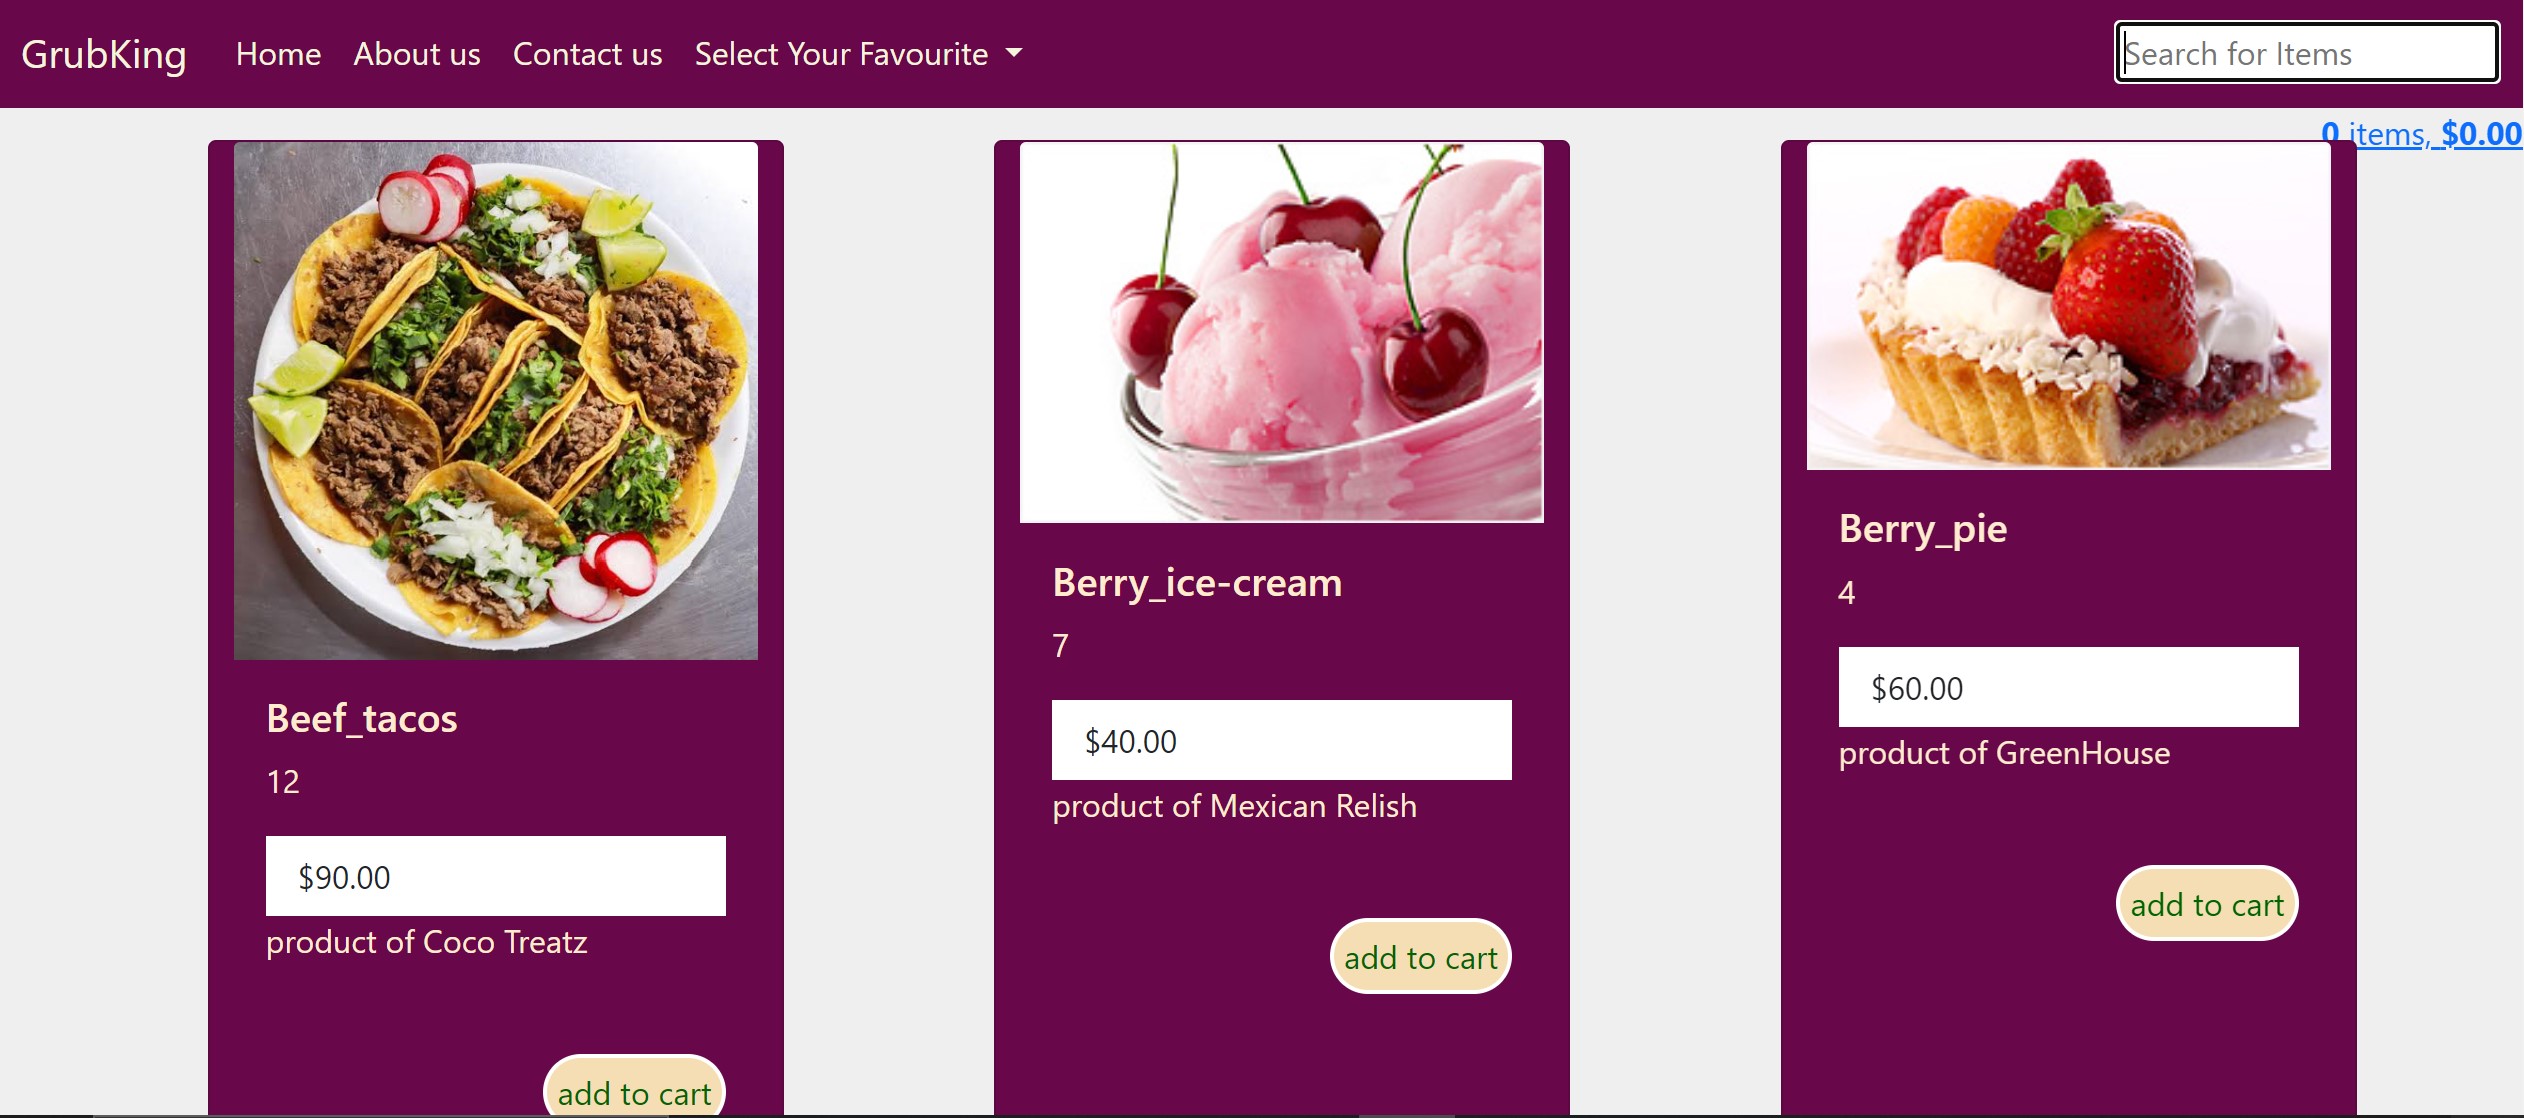 GrubKing Home About us Contact us Select Your Favourite Search for Items
0 items, $0.00
Beef_tacos
12
$90.00
product of Coco Treatz
add to cart
Berry_ice-cream
7
$40.00
product of Mexican Relish
add to cart
Berry_pie
4
$60.00
product of GreenHouse
add to cart